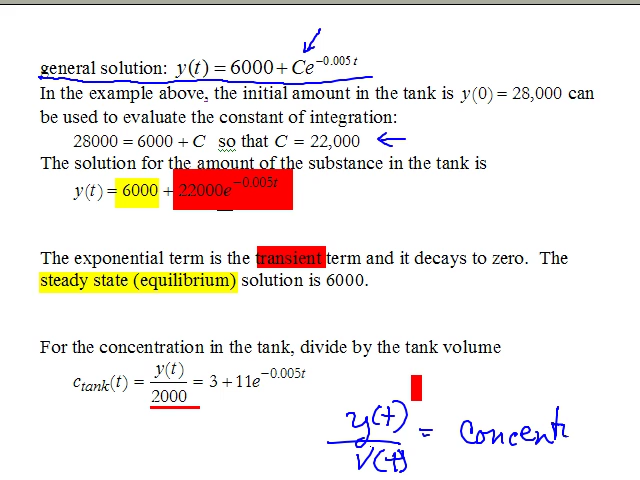 general solution: y(t) = 6000 + Ce^{-0.005t}
In the example above, the initial amount in the tank is y(0) = 28,000 can
be used to evaluate the constant of integration:
28000 = 6000 + C so that C = 22,000
The solution for the amount of the substance in the tank is
y(t) = 6000 + 22000e^{-0.005t}
The exponential term is the transient term and it decays to zero. The
steady state (equilibrium) solution is 6000.
For the concentration in the tank, divide by the tank volume
c_{tank}(t) = y(t)/2000 = 3 + 11e^{-0.005t}
y(t)/V(t) = Concent